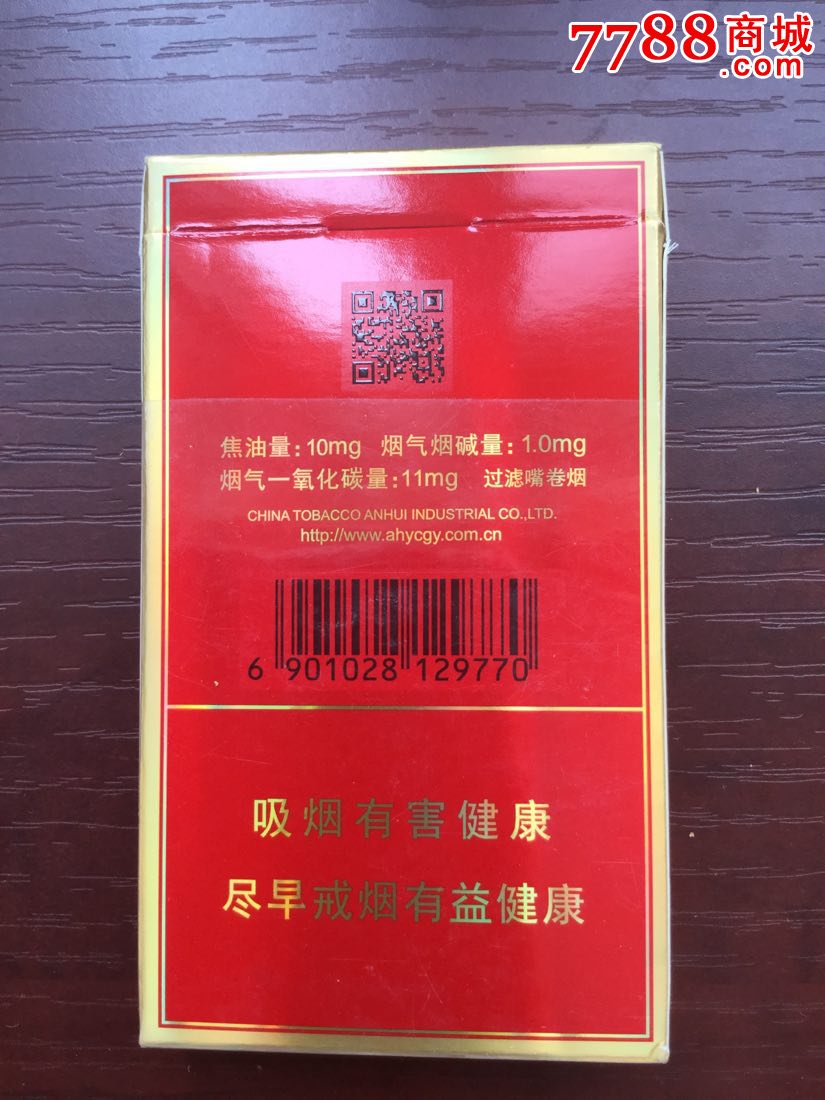 7788商城
.com
焦油量：10mg 烟气烟碱量：1.0mg
烟气一氧化碳量：11mg 过滤嘴卷烟
CHINA TOBACCO ANHUI INDUSTRIAL CO.,LTD.
http://www.ahycgy.com.cn
6 901028 129770
吸烟有害健康
尽早戒烟有益健康